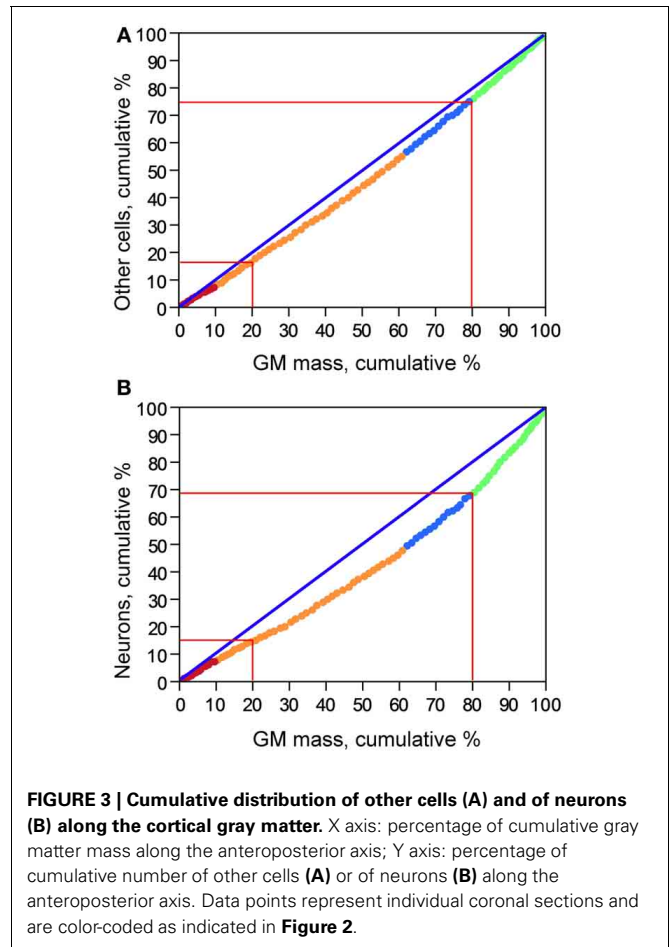 A
100
90
80
70
60
50
40
30
20
10
0
Other cells, cumulative %
0 10 20 30 40 50 60 70 80 90 100
GM mass, cumulative %
B
100
90
80
70
60
50
40
30
20
10
0
Neurons, cumulative %
0 10 20 30 40 50 60 70 80 90 100
GM mass, cumulative %
FIGURE 3 | Cumulative distribution of other cells (A) and of neurons
(B) along the cortical gray matter. X axis: percentage of cumulative gray
matter mass along the anteroposterior axis; Y axis: percentage of
cumulative number of other cells (A) or of neurons (B) along the
anteroposterior axis. Data points represent individual coronal sections and
are color-coded as indicated in Figure 2.